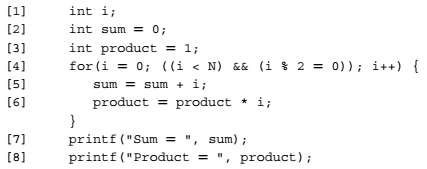 [1] int i;
[2] int sum = 0;
[3] int product = 1;
[4] for(i = 0; ((i < N) && (i % 2 = 0)); i++) {
[5] sum = sum + i;
[6] product = product * i;
}
[7] printf("Sum = ", sum);
[8] printf("Product = ", product);